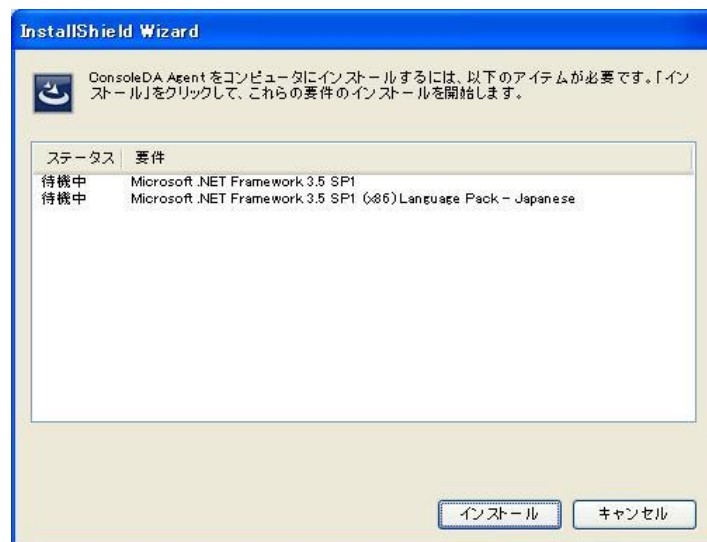 InstallShield Wizard
ConsoleDA Agent をコンピュータにインストールするには、以下のアイテムが必要です。「イン
ストール」をクリックして、これらの要件のインストールを開始します。
ステータス 要件
待機中 Microsoft .NET Framework 3.5 SP1
待機中 Microsoft .NET Framework 3.5 SP1 (x86) Language Pack - Japanese
インストール キャンセル